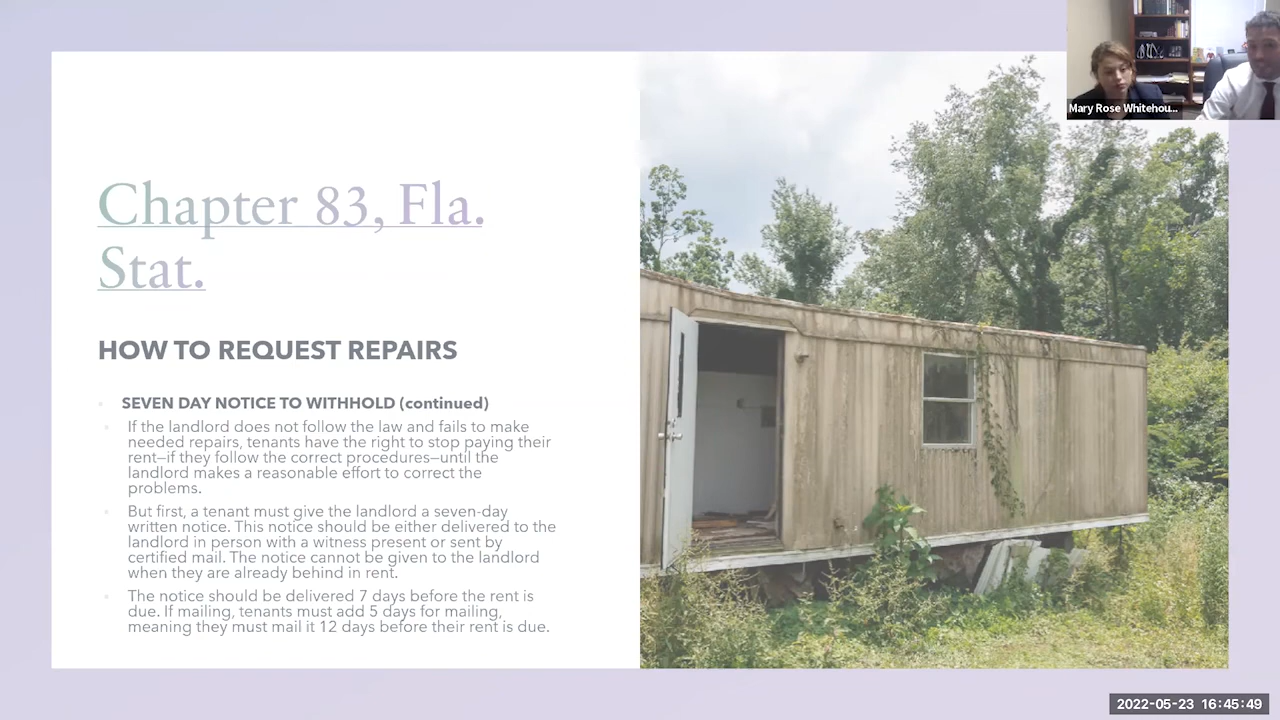 Chapter 83, Fla.
Stat.
HOW TO REQUEST REPAIRS
SEVEN DAY NOTICE TO WITHHOLD (continued)
If the landlord does not follow the law and fails to make
needed repairs, tenants have the right to stop paying their
rent—if they follow the correct procedures—until the
landlord makes a reasonable effort to correct the
problems.
But first, a tenant must give the landlord a seven-day
written notice. This notice should be either delivered to the
landlord in person with a witness present or sent by
certified mail. The notice cannot be given to the landlord
when they are already behind in rent.
The notice should be delivered 7 days before the rent is
due. If mailing, tenants must add 5 days for mailing,
meaning they must mail it 12 days before their rent is due.
Mary Rose Whitehou...
2022-05-23 16:45:49